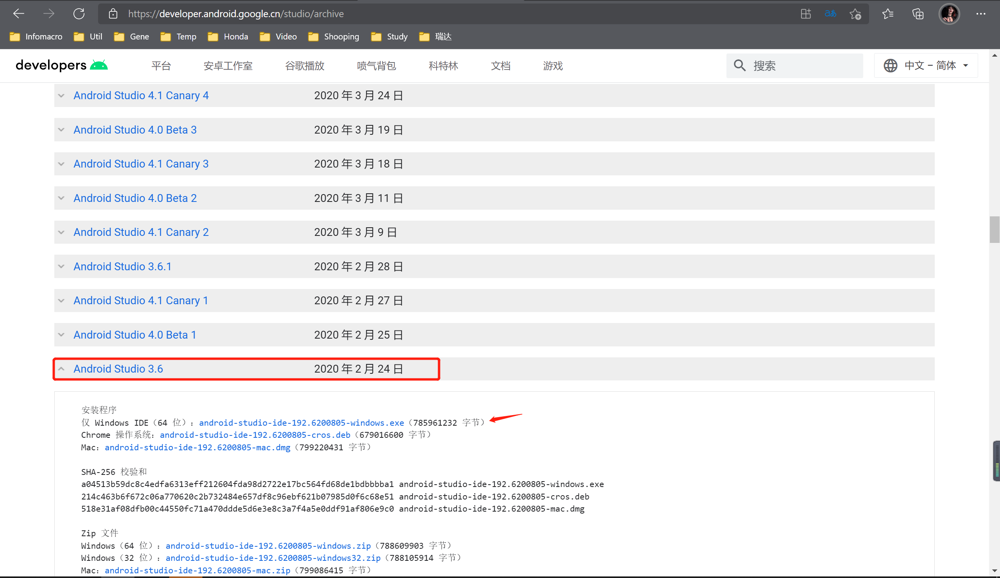 https://developer.android.google.cn/studio/archive
aあ
Infomacro Util Gene Temp Honda Video Shooping Study 瑞达
developers 平台 安卓工作室 谷歌播放 喷气背包 科特林 文档 游戏 搜索 中文 – 简体
Android Studio 4.1 Canary 4 2020 年 3 月 24 日
Android Studio 4.0 Beta 3 2020 年 3 月 19 日
Android Studio 4.1 Canary 3 2020 年 3 月 18 日
Android Studio 4.0 Beta 2 2020 年 3 月 11 日
Android Studio 4.1 Canary 2 2020 年 3 月 9 日
Android Studio 3.6.1 2020 年 2 月 28 日
Android Studio 4.1 Canary 1 2020 年 2 月 27 日
Android Studio 4.0 Beta 1 2020 年 2 月 25 日
Android Studio 3.6 2020 年 2 月 24 日
安装程序
仅 Windows IDE（64 位）：android-studio-ide-192.6200805-windows.exe（785961232 字节）
Chrome 操作系统：android-studio-ide-192.6200805-cros.deb（679016600 字节）
Mac：android-studio-ide-192.6200805-mac.dmg（799220431 字节）
SHA-256 校验和
a04513b59dc8c4edfa6313eff212604fda98d2722e17bc564fd68de1bdbbbba1 android-studio-ide-192.6200805-windows.exe
214c463b6f672c06a770620c2b732484e657df8c96ebf621b07985d0f6c68e51 android-studio-ide-192.6200805-cros.deb
518e31af08dfb00c44550fc71a470ddde5d6e3e8c3a7f4a5e0ddf91af806e9c0 android-studio-ide-192.6200805-mac.dmg
Zip 文件
Windows（64 位）：android-studio-ide-192.6200805-windows.zip（788609903 字节）
Windows（32 位）：android-studio-ide-192.6200805-windows32.zip（788105914 字节）
Mac：android-studio-ide-192.6200805-mac.zip（799086415 字节）